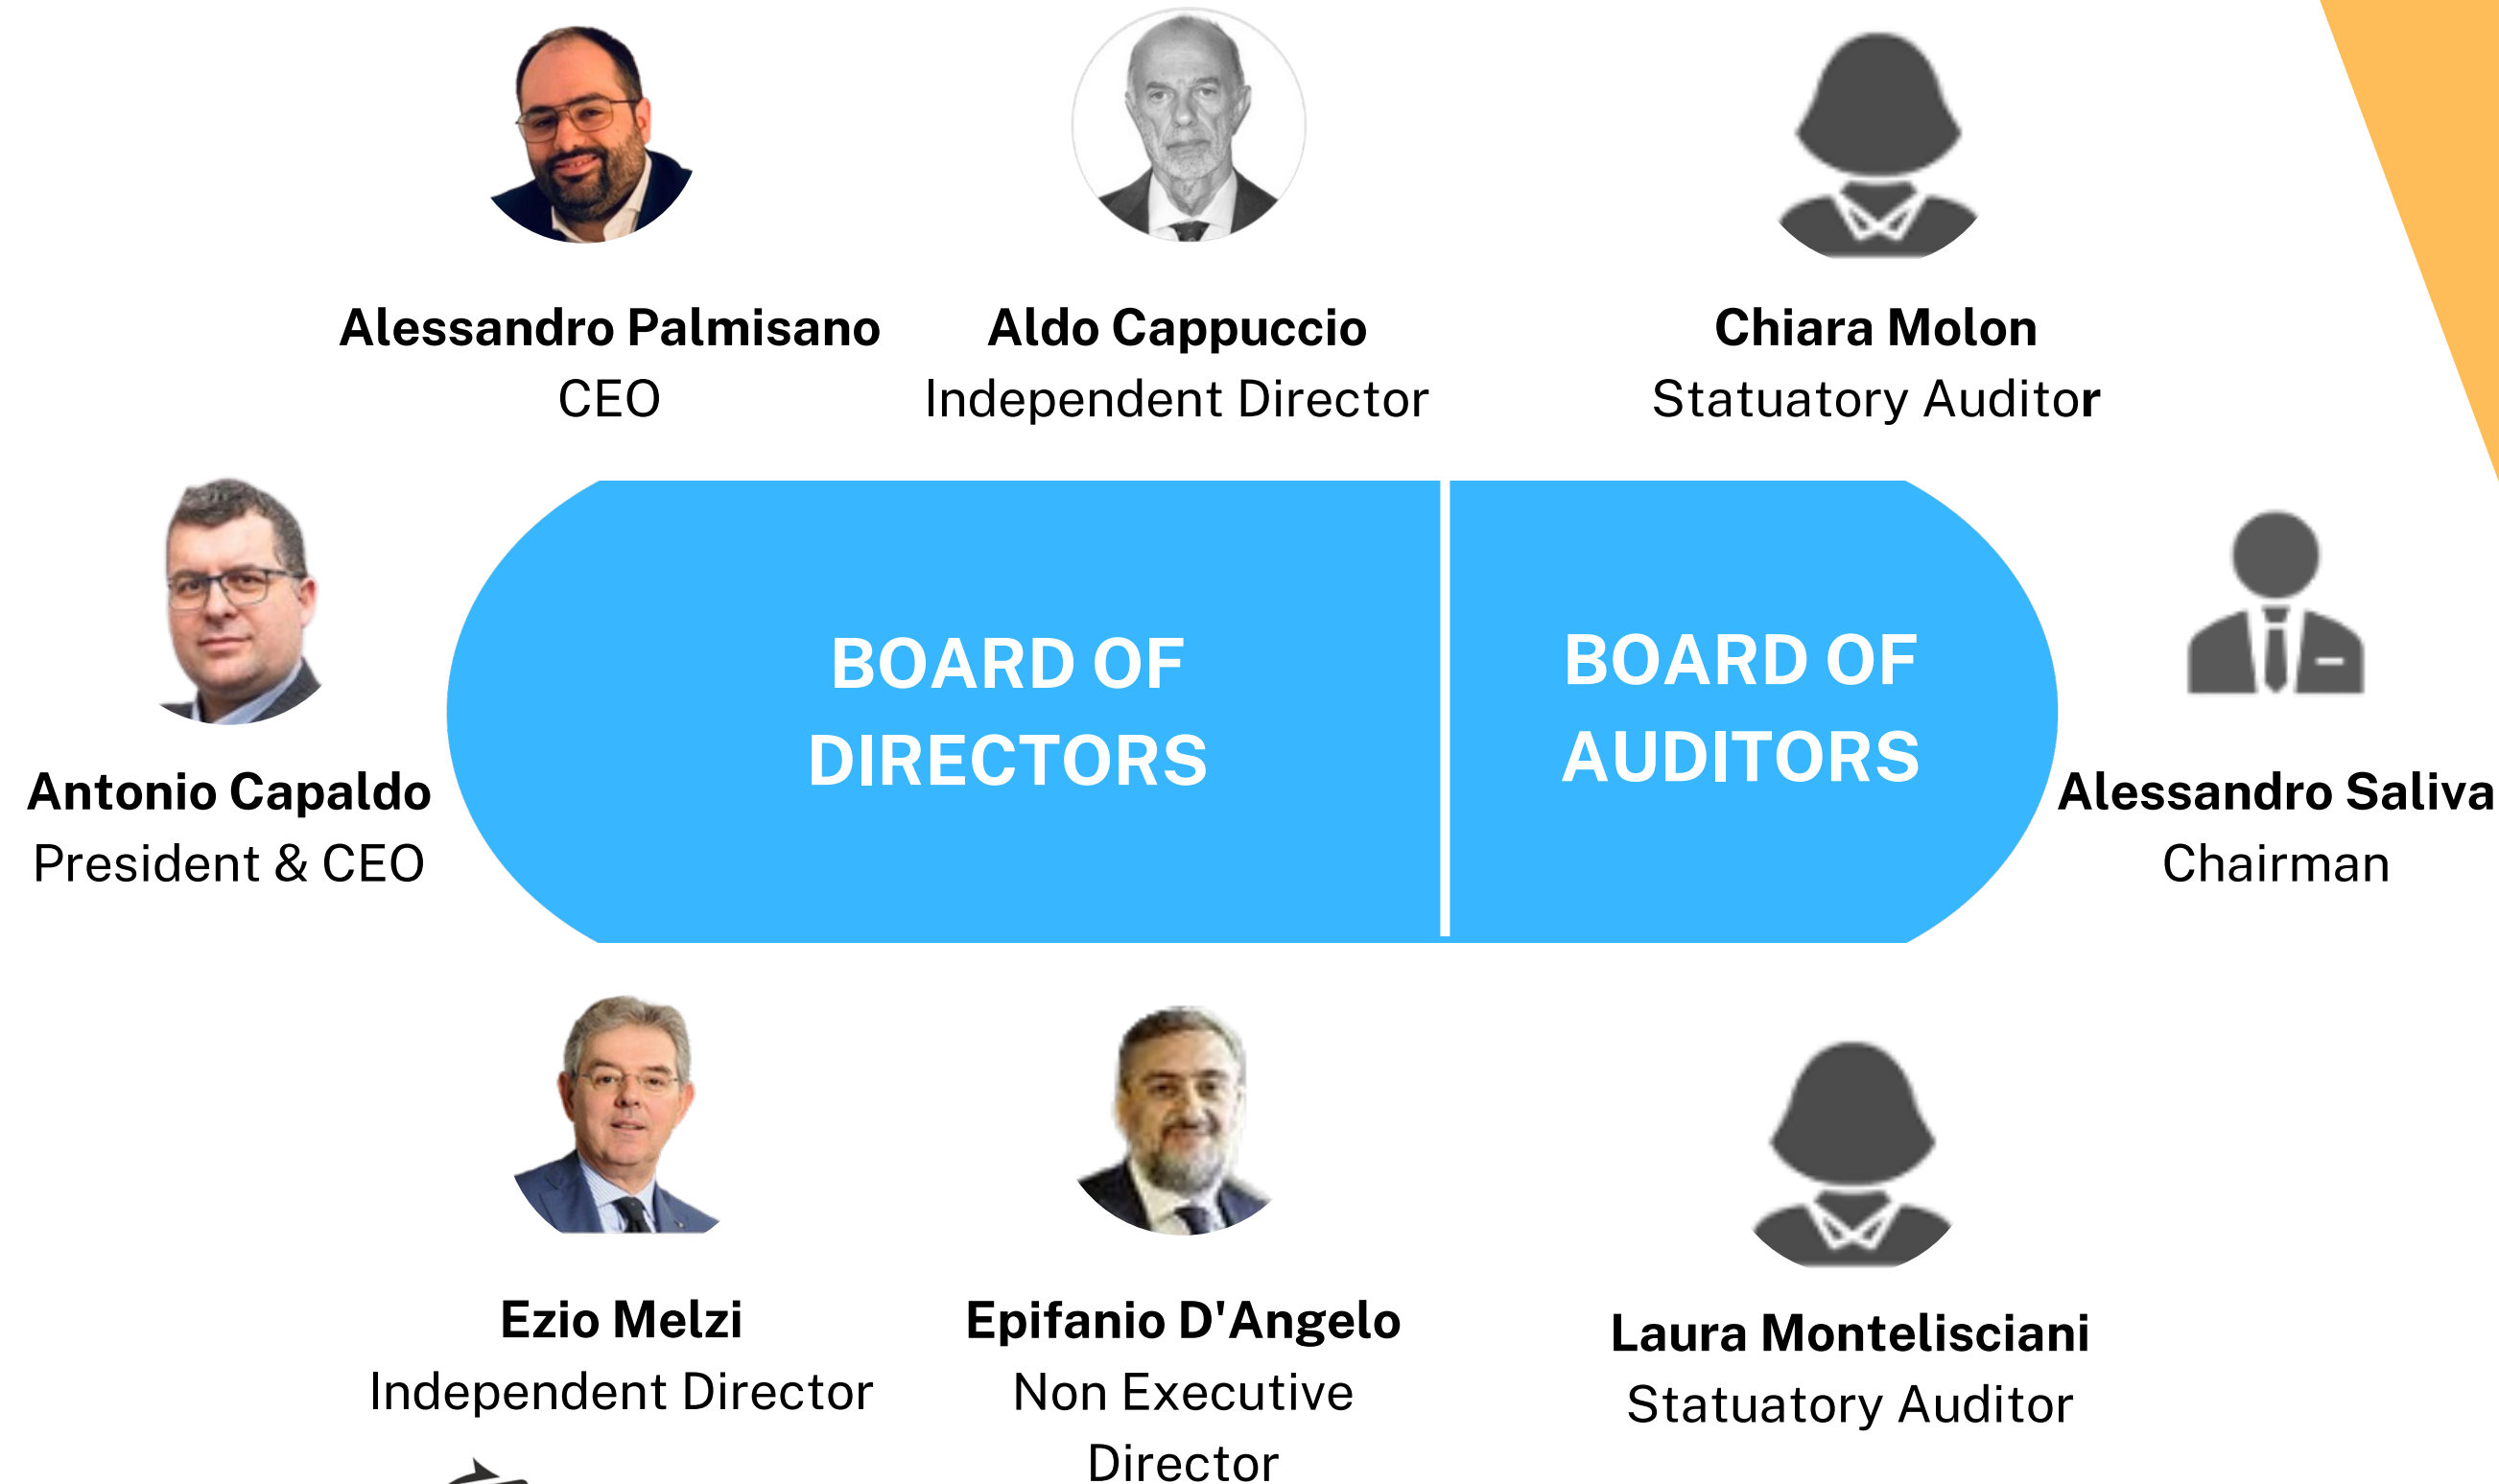 Alessandro Palmisano
CEO
Aldo Cappuccio
Independent Director
Chiara Molon
Statuatory Auditor
Antonio Capaldo
President & CEO
BOARD OF
DIRECTORS
BOARD OF
AUDITORS
Alessandro Saliva
Chairman
Ezio Melzi
Independent Director
Epifanio D'Angelo
Non Executive
Director
Laura Montelisciani
Statuatory Auditor